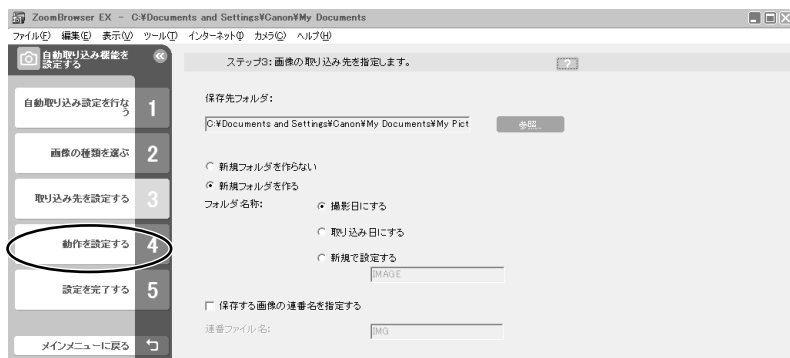 ZoomBrowser EX - C:¥Documents and Settings¥Canon¥My Documents
ファイル(F) 編集(E) 表示(V) ツール(T) インターネット(I) カメラ(C) ヘルプ(H)
自動取り込み機能を
設定する
ステップ3: 画像の取り込み先を指定します。
?
自動取り込み設定を行な
う
1
画像の種類を選ぶ
2
取り込み先を設定する
3
動作を設定する
4
設定を完了する
5
メインメニューに戻る
保存先フォルダ:
C:¥Documents and Settings¥Canon¥My Documents¥My Pict
参照...
新規フォルダを作らない
新規フォルダを作る
フォルダ名称:
撮影日にする
取り込み日にする
新規で設定する
IMAGE
保存する画像の連番名を指定する
連番ファイル名:
IMG